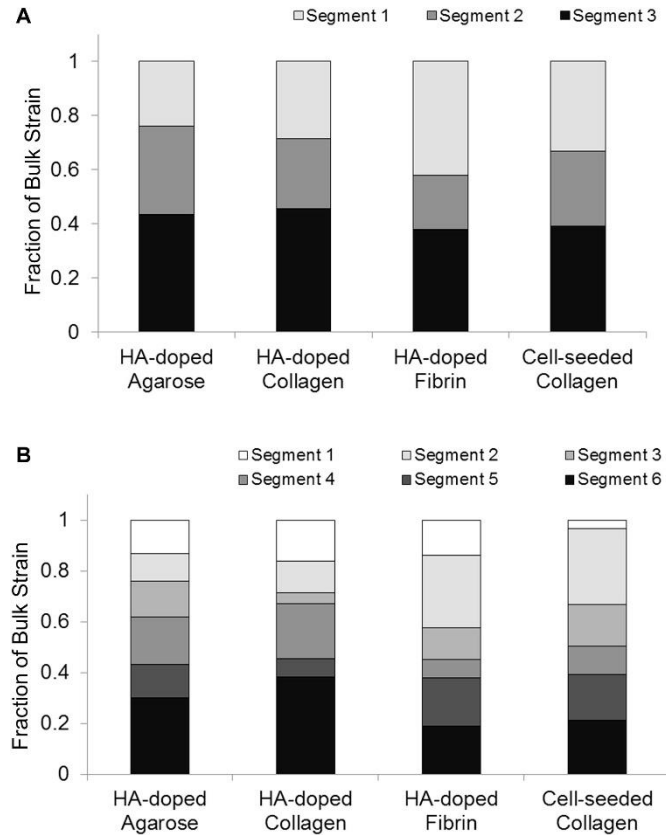 A
Segment 1 Segment 2 Segment 3
Fraction of Bulk Strain
1
0.8
0.6
0.4
0.2
0
HA-doped Agarose
HA-doped Collagen
HA-doped Fibrin
Cell-seeded Collagen
B
Segment 1 Segment 2 Segment 3
Segment 4 Segment 5 Segment 6
Fraction of Bulk Strain
1
0.8
0.6
0.4
0.2
0
HA-doped Agarose
HA-doped Collagen
HA-doped Fibrin
Cell-seeded Collagen